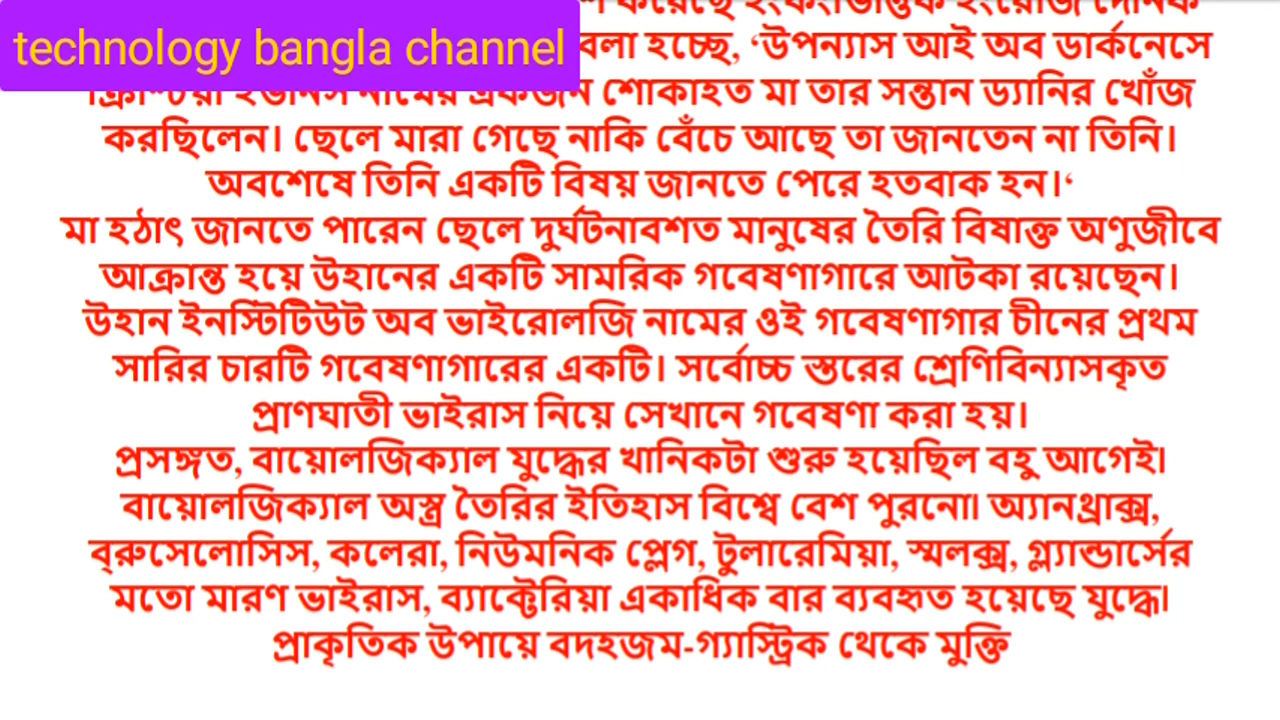 technology bangla channel
করেছে হংকংভিত্তিক ইংরেজি দৈনিক
বলা হচ্ছে, ‘উপন্যাস আই অব ডার্কনেসে
নামের একজন শোকাহত মা তার সন্তান ড্যানির খোঁজ
করছিলেন। ছেলে মারা গেছে নাকি বেঁচে আছে তা জানতেন না তিনি।
অবশেষে তিনি একটি বিষয় জানতে পেরে হতবাক হন।‘
মা হঠাৎ জানতে পারেন ছেলে দুর্ঘটনাবশত মানুষের তৈরি বিষাক্ত অণুজীবে
আক্রান্ত হয়ে উহানের একটি সামরিক গবেষণাগারে আটকা রয়েছেন।
উহান ইনস্টিটিউট অব ভাইরোলজি নামের ওই গবেষণাগার চীনের প্রথম
সারির চারটি গবেষণাগারের একটি। সর্বোচ্চ স্তরের শ্রেণিবিন্যাসকৃত
প্রাণঘাতী ভাইরাস নিয়ে সেখানে গবেষণা করা হয়।
প্রসঙ্গত, বায়োলজিক্যাল যুদ্ধের খানিকটা শুরু হয়েছিল বহু আগেই।
বায়োলজিক্যাল অস্ত্র তৈরির ইতিহাস বিশ্বে বেশ পুরনো। অ্যানথ্রাক্স,
ব্রুসেলোসিস, কলেরা, নিউমনিক প্লেগ, টুলারেমিয়া, স্মলক্স, গ্ল্যান্ডার্সের
মতো মারণ ভাইরাস, ব্যাক্টেরিয়া একাধিক বার ব্যবহৃত হয়েছে যুদ্ধে।
প্রাকৃতিক উপায়ে বদহজম-গ্যাস্ট্রিক থেকে মুক্তি